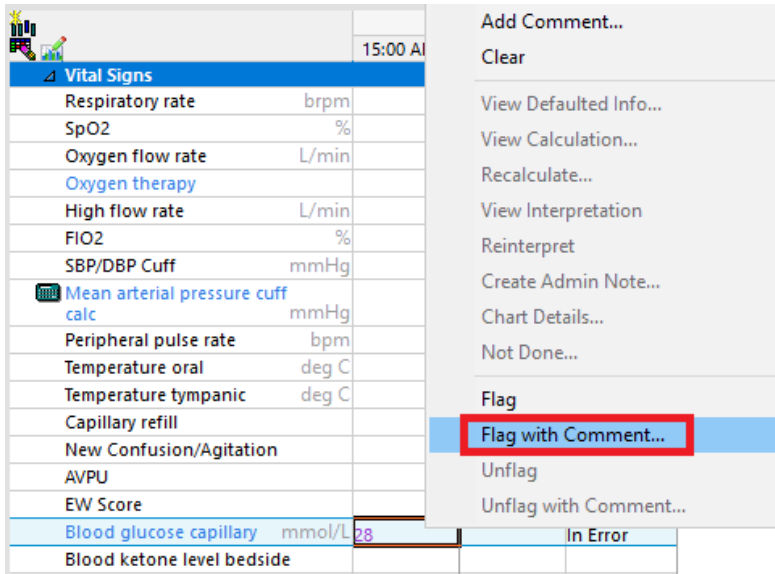 15:00
Vital Signs
Respiratory rate brpm
SpO2 %
Oxygen flow rate L/min
Oxygen therapy
High flow rate L/min
FIO2 %
SBP/DBP Cuff mmHg
Mean arterial pressure cuff
calc mmHg
Peripheral pulse rate bpm
Temperature oral deg C
Temperature tympanic deg C
Capillary refill
New Confusion/Agitation
AVPU
EW Score
Blood glucose capillary mmol/L 28 In Error
Blood ketone level bedside
Add Comment...
Clear
View Defaulted Info...
View Calculation...
Recalculate...
View Interpretation
Reinterpret
Create Admin Note...
Chart Details...
Not Done...
Flag
Flag with Comment...
Unflag
Unflag with Comment...